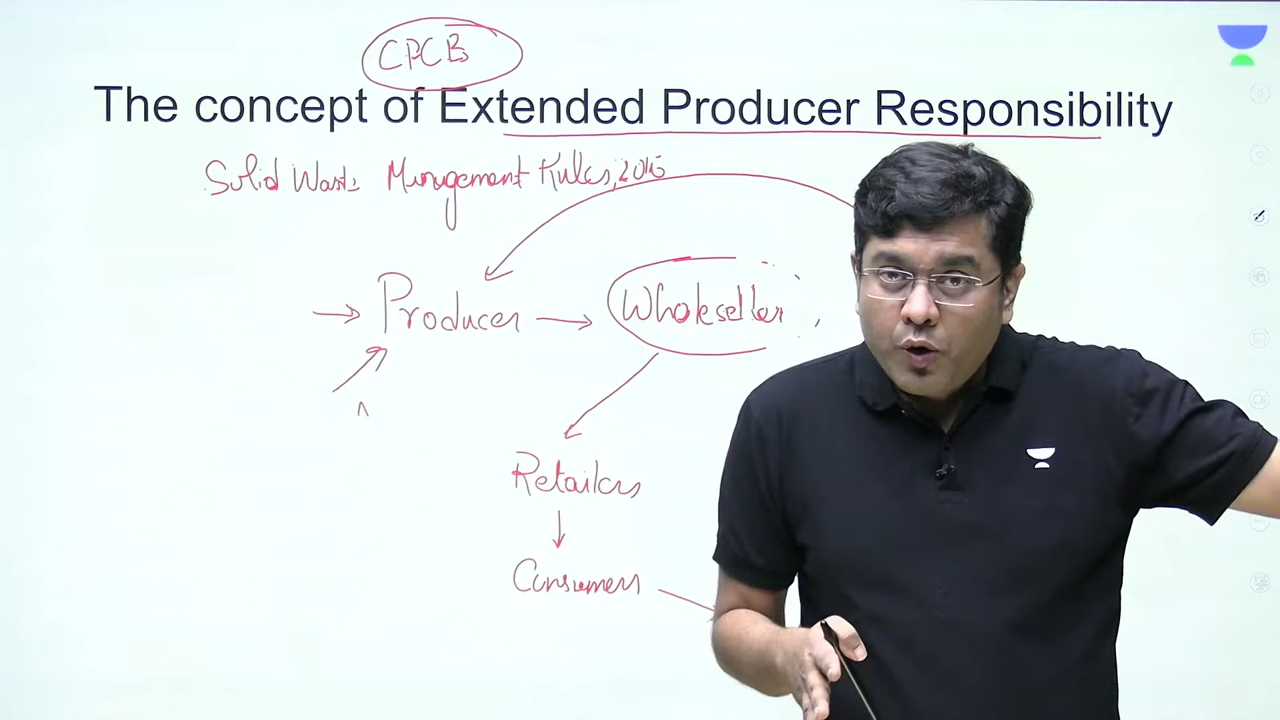 CPCB
The concept of Extended Producer Responsibility
Solid Waste Management Rules, 2016
→ Producer → Wholeseller
Retailers
Consumers